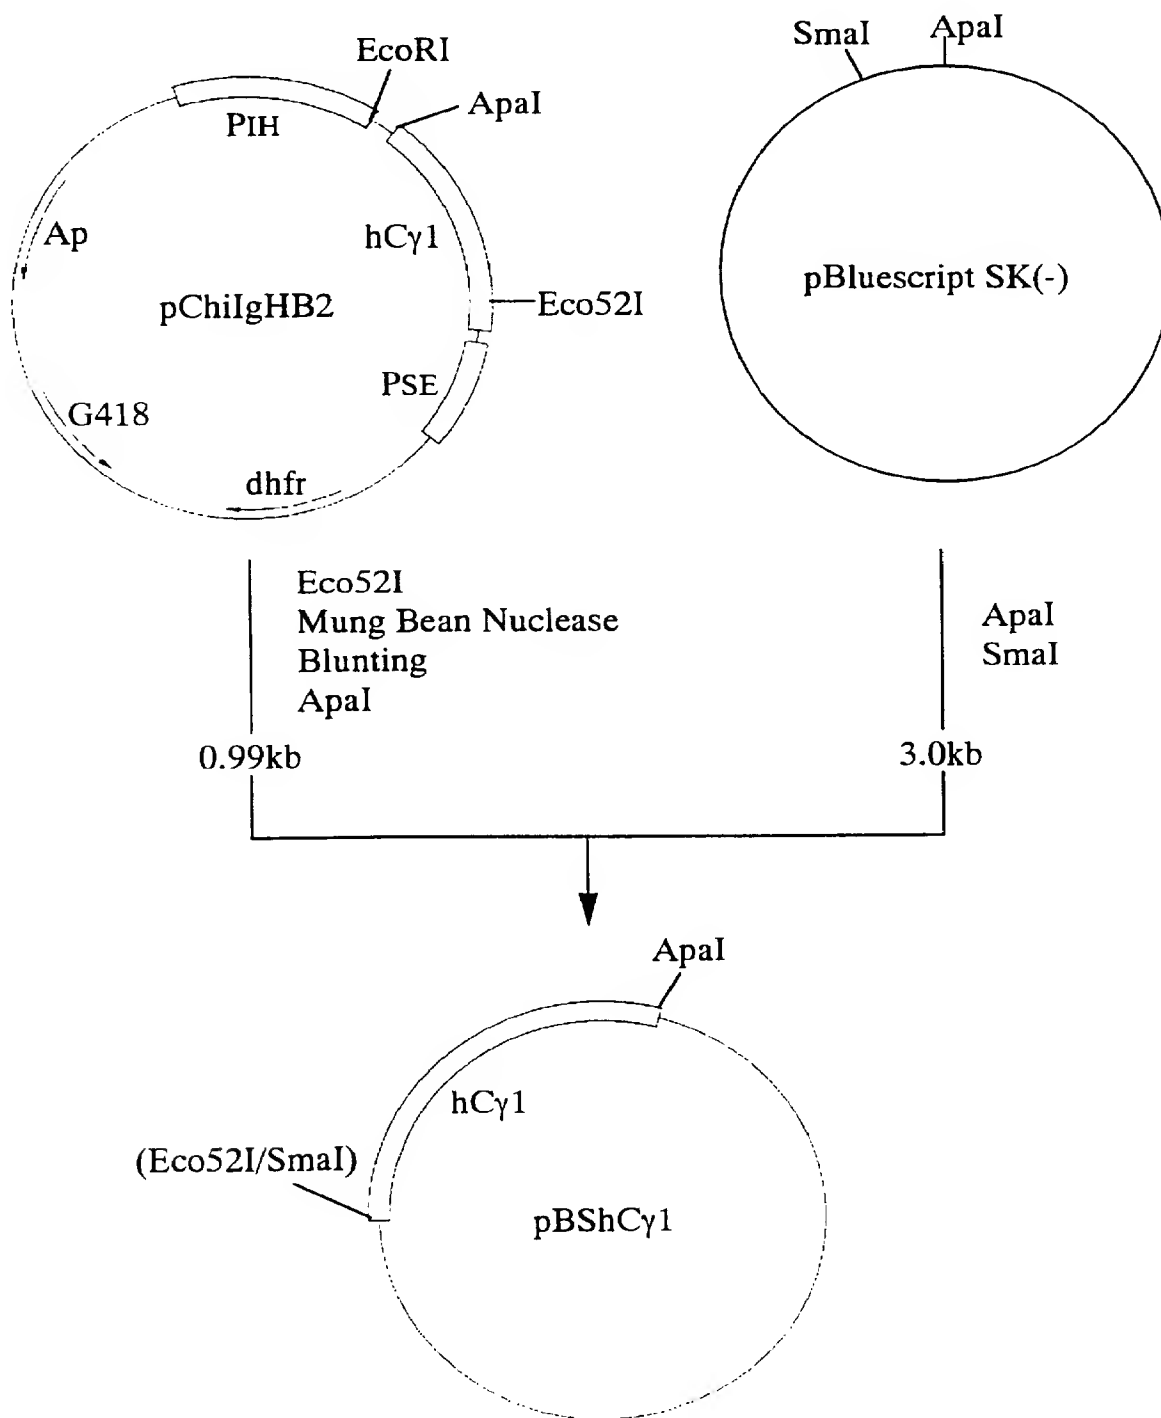 SmaI
ApaI
EcoRI
ApaI
PIH
Ap
hCγ1
pChiIgHB2
Eco52I
pBluescript SK(-)
PSE
G418
dhfr
Eco52I
Mung Bean Nuclease
Blunting
ApaI
ApaI
SmaI
0.99kb
3.0kb
ApaI
hCγ1
(Eco52I/SmaI)
pBShCγ1